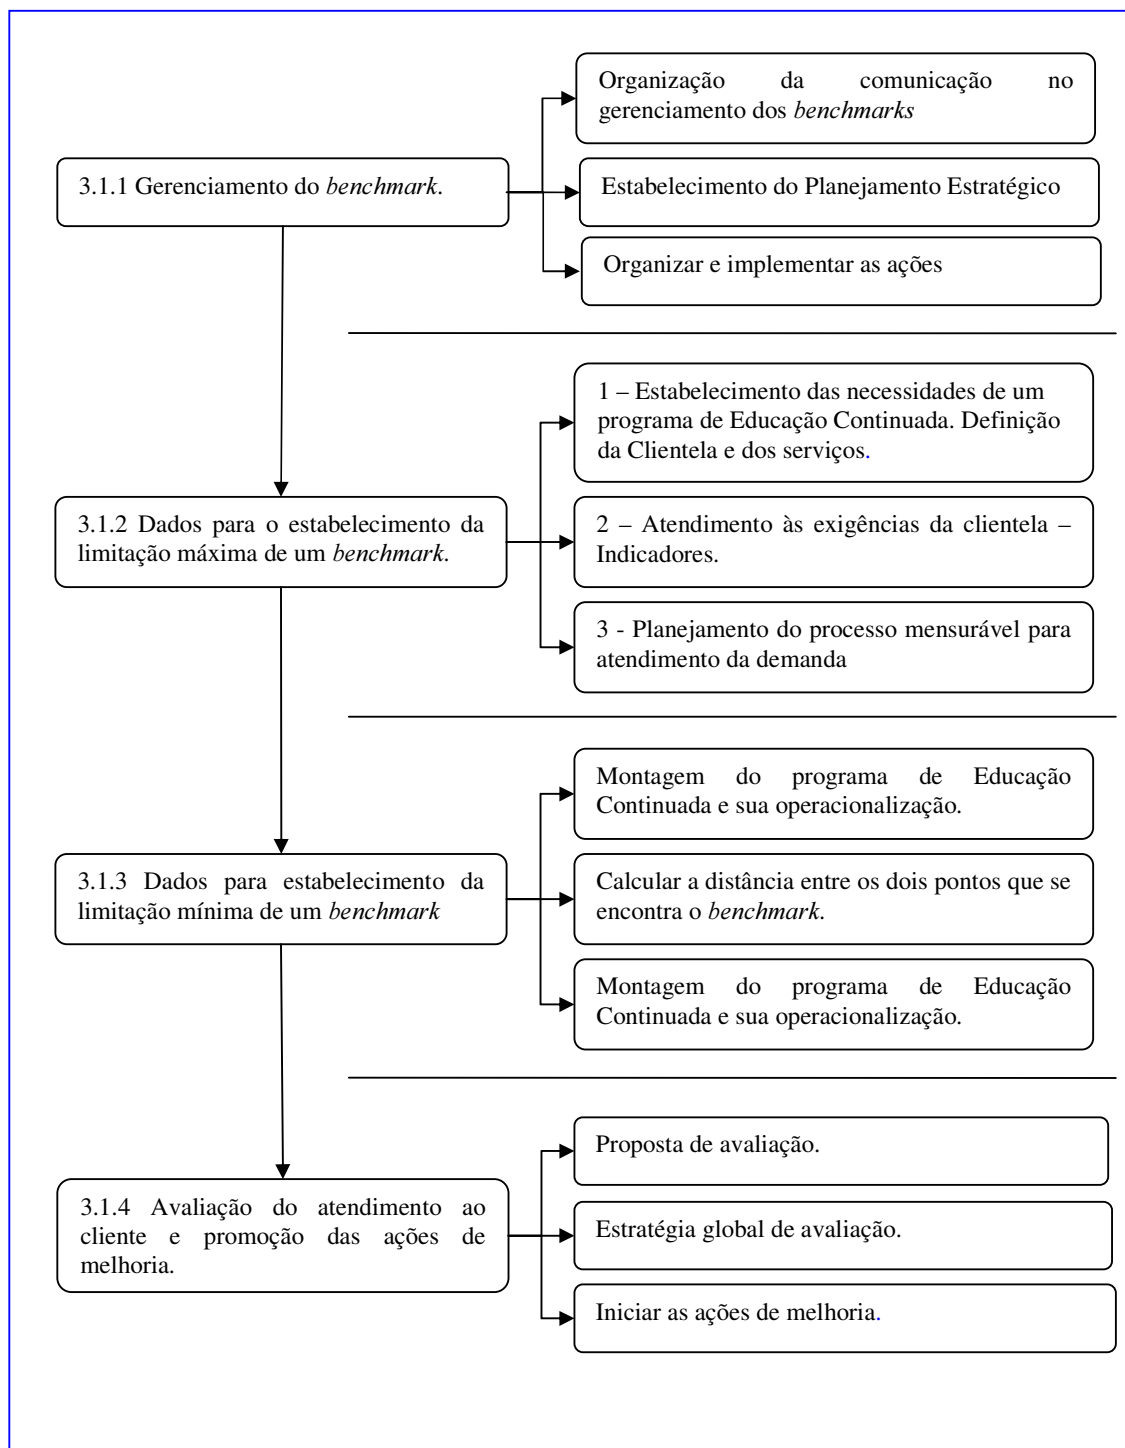 Organização da comunicação no
gerenciamento dos benchmarks
3.1.1 Gerenciamento do benchmark.
Estabelecimento do Planejamento Estratégico
Organizar e implementar as ações
1 – Estabelecimento das necessidades de um
programa de Educação Continuada. Definição
da Clientela e dos serviços.
3.1.2 Dados para o estabelecimento da
limitação máxima de um benchmark.
2 – Atendimento às exigências da clientela –
Indicadores.
3 - Planejamento do processo mensurável para
atendimento da demanda
Montagem do programa de Educação
Continuada e sua operacionalização.
3.1.3 Dados para estabelecimento da
limitação mínima de um benchmark
Calcular a distância entre os dois pontos que se
encontra o benchmark.
Montagem do programa de Educação
Continuada e sua operacionalização.
Proposta de avaliação.
3.1.4 Avaliação do atendimento ao
cliente e promoção das ações de
melhoria.
Estratégia global de avaliação.
Iniciar as ações de melhoria.